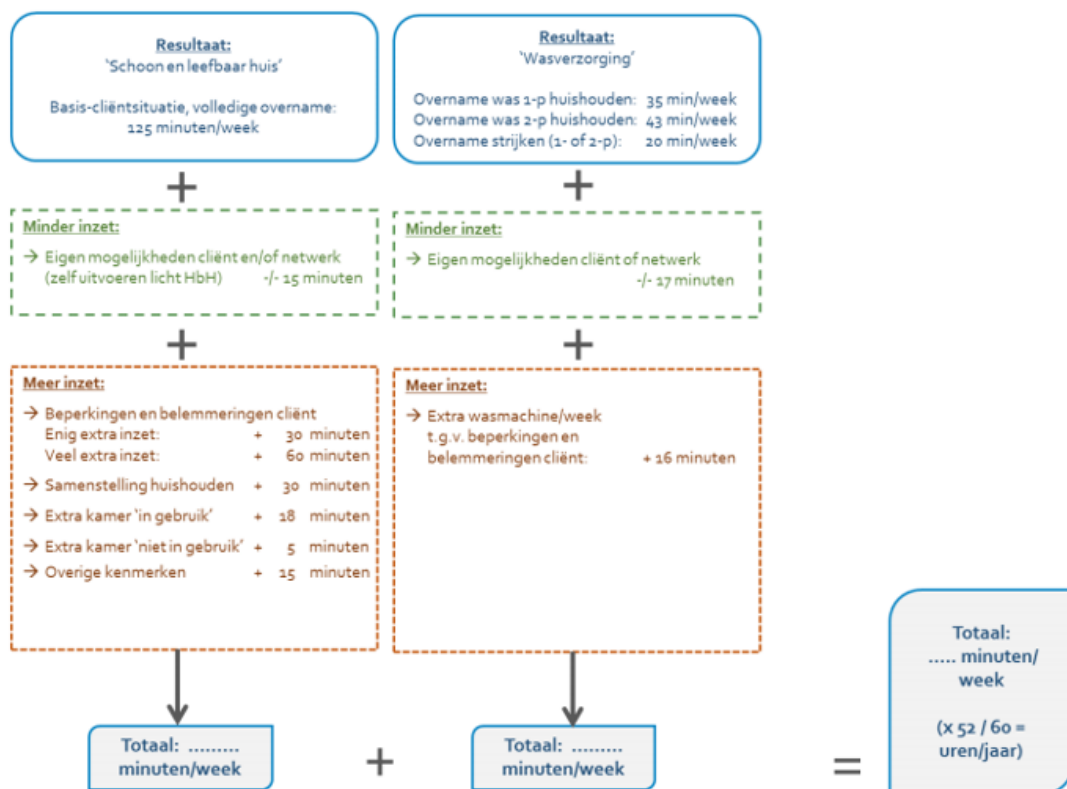 Resultaat:
‘Schoon en leefbaar huis’
Basis-cliëntsituatie, volledige overname:
125 minuten/week
+
Minder inzet:
→ Eigen mogelijkheden cliënt en/of netwerk
(zelf uitvoeren licht HbH) -/- 15 minuten
+
Meer inzet:
→ Beperkingen en belemmeringen cliënt
Enig extra inzet: + 30 minuten
Veel extra inzet: + 60 minuten
→ Samenstelling huishouden + 30 minuten
→ Extra kamer ‘in gebruik’ + 18 minuten
→ Extra kamer ‘niet in gebruik’ + 5 minuten
→ Overige kenmerken + 15 minuten
Totaal: .........
minuten/week
+
Resultaat:
‘Wasverzorging’
Overname was 1-p huishouden: 35 min/week
Overname was 2-p huishouden: 43 min/week
Overname strijken (1- of 2-p): 20 min/week
+
Minder inzet:
→ Eigen mogelijkheden cliënt of netwerk
-/- 17 minuten
+
Meer inzet:
→ Extra wasmachine/week
t.g.v. beperkingen en
belemmeringen cliënt: + 16 minuten
Totaal: .........
minuten/week
=
Totaal:
..... minuten/
week
(x 52 / 60 =
uren/jaar)